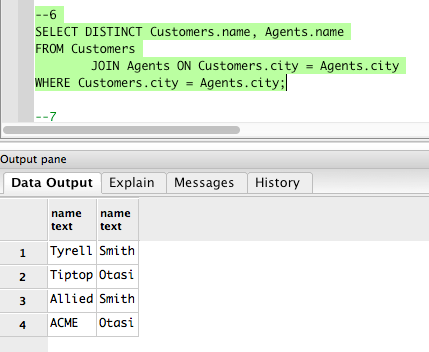 --6
SELECT DISTINCT Customers.name, Agents.name
FROM Customers
JOIN Agents ON Customers.city = Agents.city
WHERE Customers.city = Agents.city;
--7
Output pane
Data Output Explain Messages History
name text name text
1 Tyrell Smith
2 Tiptop Otasi
3 Allied Smith
4 ACME Otasi